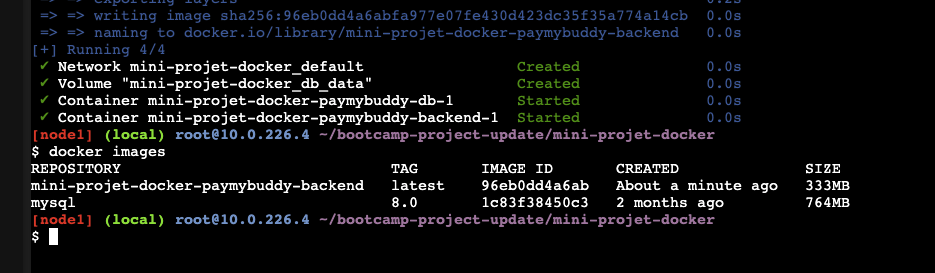 => => exporting layers 0.2s
=> => writing image sha256:96eb0dd4a6abfa977e07fe430d423dc35f35a774a14cb 0.0s
=> => naming to docker.io/library/mini-projet-docker-paymybuddy-backend 0.0s
[+] Running 4/4
✔ Network mini-projet-docker_default Created 0.0s
✔ Volume "mini-projet-docker_db_data" Created 0.0s
✔ Container mini-projet-docker-paymybuddy-db-1 Started 0.0s
✔ Container mini-projet-docker-paymybuddy-backend-1 Started 0.0s
[node1] (local) root@10.0.226.4 ~/bootcamp-project-update/mini-projet-docker
$ docker images
REPOSITORY TAG IMAGE ID CREATED SIZE
mini-projet-docker-paymybuddy-backend latest 96eb0dd4a6ab About a minute ago 333MB
mysql 8.0 1c83f38450c3 2 months ago 764MB
[node1] (local) root@10.0.226.4 ~/bootcamp-project-update/mini-projet-docker
$